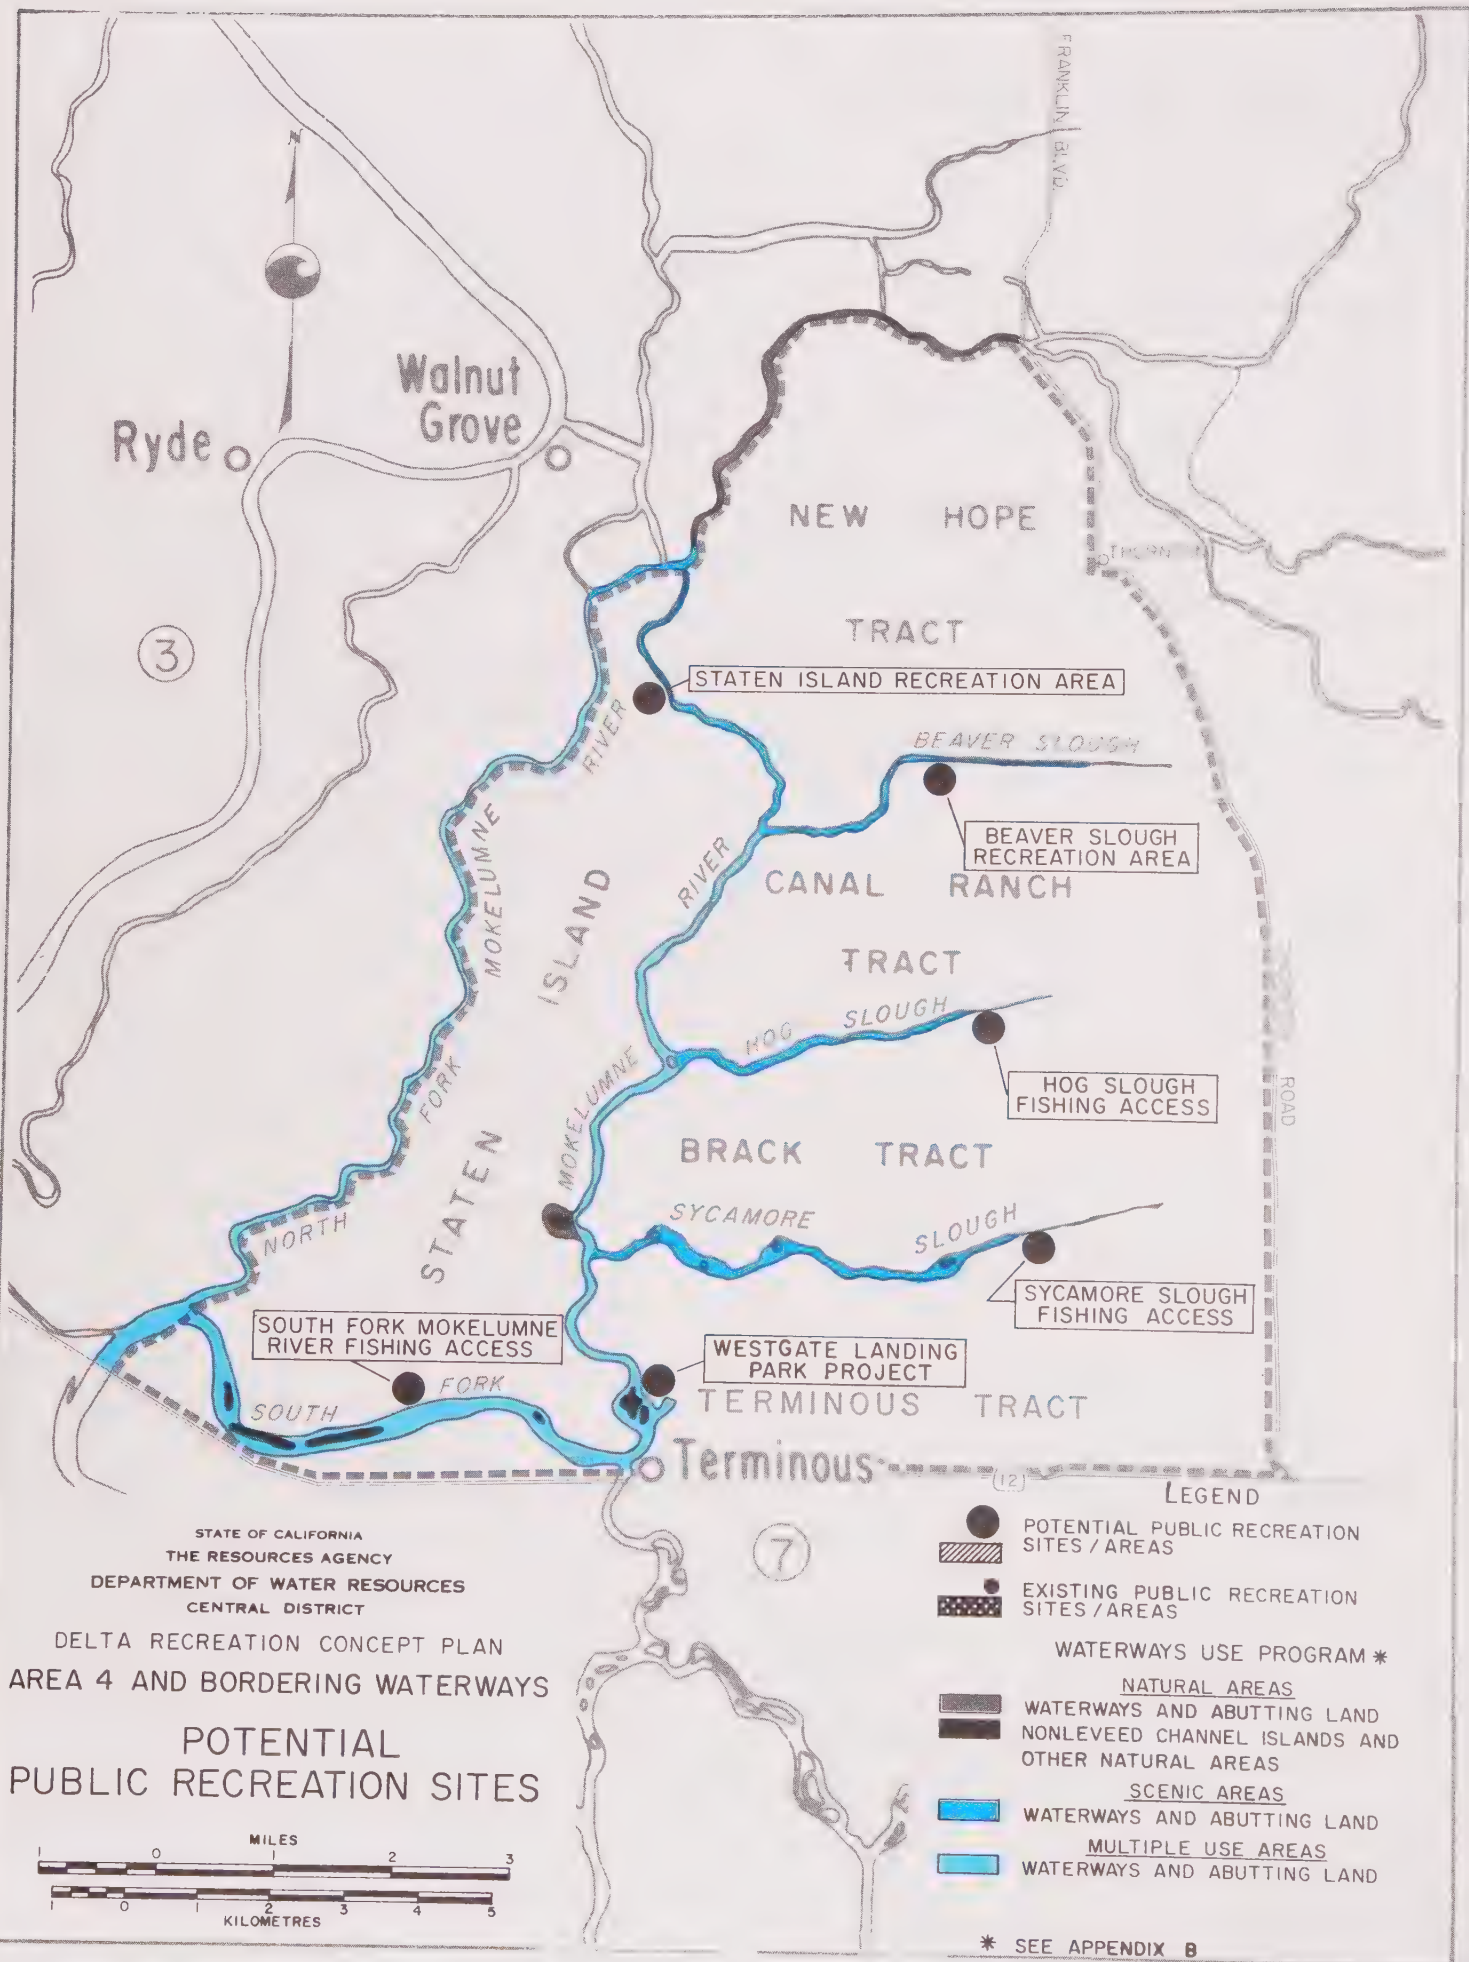 FRANKLIN BLVD.
N
Walnut
Grove
Ryde
NEW HOPE
THORNTON
TRACT
3
STATEN ISLAND RECREATION AREA
RIVER
BEAVER SLOUGH
MOKELUMNE
BEAVER SLOUGH
RECREATION AREA
RIVER
CANAL RANCH
ISLAND
TRACT
HOG SLOUGH
FORK
MOKELUMNE
HOG SLOUGH
FISHING ACCESS
ROAD
BRACK TRACT
STATEN
NORTH
SYCAMORE SLOUGH
SYCAMORE SLOUGH
FISHING ACCESS
SOUTH FORK MOKELUMNE
RIVER FISHING ACCESS
WESTGATE LANDING
PARK PROJECT
SOUTH FORK
TERMINOUS TRACT
Terminous
12
7
STATE OF CALIFORNIA
THE RESOURCES AGENCY
DEPARTMENT OF WATER RESOURCES
CENTRAL DISTRICT
DELTA RECREATION CONCEPT PLAN
AREA 4 AND BORDERING WATERWAYS
POTENTIAL
PUBLIC RECREATION SITES
MILES
1 0 1 2 3
1 0 1 2 3 4 5
KILOMETRES
LEGEND
POTENTIAL PUBLIC RECREATION
SITES / AREAS
EXISTING PUBLIC RECREATION
SITES / AREAS
WATERWAYS USE PROGRAM *
NATURAL AREAS
WATERWAYS AND ABUTTING LAND
NONLEVEED CHANNEL ISLANDS AND
OTHER NATURAL AREAS
SCENIC AREAS
WATERWAYS AND ABUTTING LAND
MULTIPLE USE AREAS
WATERWAYS AND ABUTTING LAND
* SEE APPENDIX B